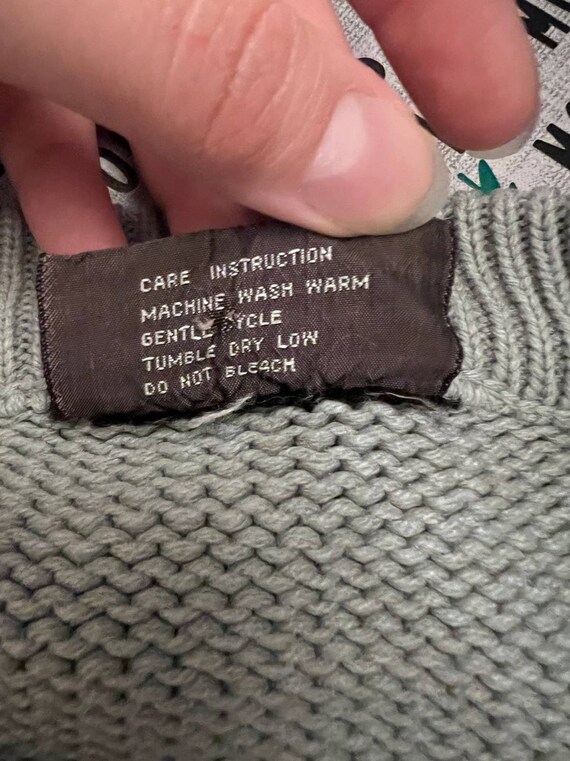 CARE INSTRUCTION
MACHINE WASH WARM
GENTLE CYCLE
TUMBLE DRY LOW
DO NOT BLEACH